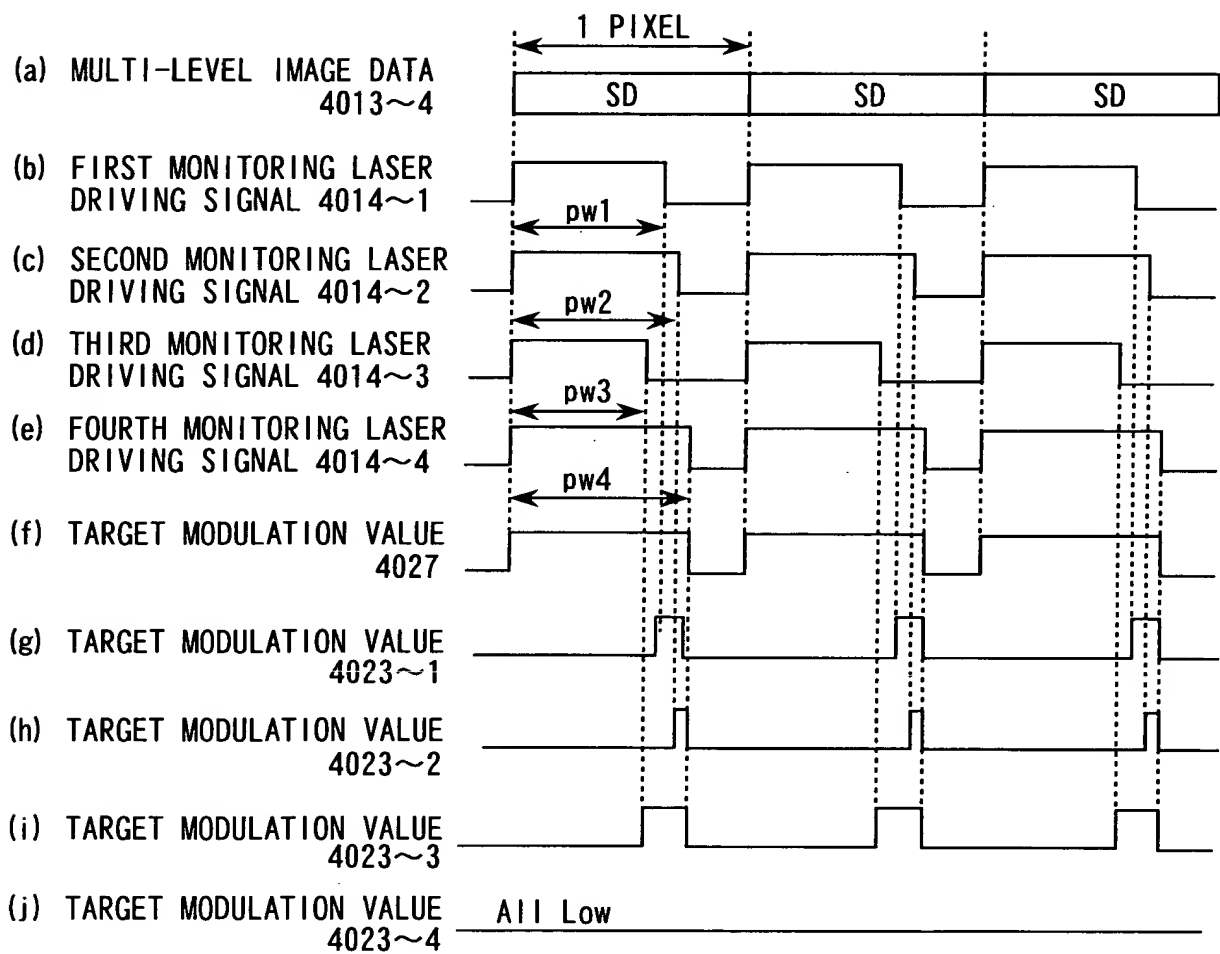 1 PIXEL
(a) MULTI-LEVEL IMAGE DATA
4013~4
SD SD SD
(b) FIRST MONITORING LASER
DRIVING SIGNAL 4014~1
pw1
(c) SECOND MONITORING LASER
DRIVING SIGNAL 4014~2
pw2
(d) THIRD MONITORING LASER
DRIVING SIGNAL 4014~3
pw3
(e) FOURTH MONITORING LASER
DRIVING SIGNAL 4014~4
pw4
(f) TARGET MODULATION VALUE
4027
(g) TARGET MODULATION VALUE
4023~1
(h) TARGET MODULATION VALUE
4023~2
(i) TARGET MODULATION VALUE
4023~3
(j) TARGET MODULATION VALUE All Low
4023~4